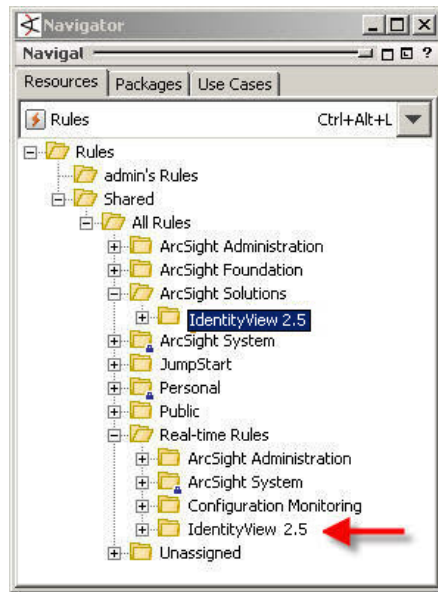 Navigator
Navigat
?
Resources Packages Use Cases
Rules Ctrl+Alt+L
Rules
admin's Rules
Shared
All Rules
ArcSight Administration
ArcSight Foundation
ArcSight Solutions
IdentityView 2.5
ArcSight System
JumpStart
Personal
Public
Real-time Rules
ArcSight Administration
ArcSight System
Configuration Monitoring
IdentityView 2.5
Unassigned